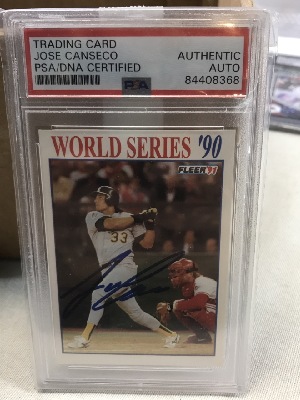 TRADING CARD
JOSE CANSECO
PSA/DNA CERTIFIED
AUTHENTIC
AUTO
84408368
PSA
WORLD SERIES '90
FLEER 91
33